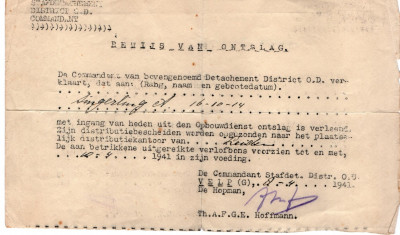 DISTRICT O.D.
COMMANDANT
)))))))))))))))))))
BEWIJS VAN ONTSLAG.
De Commandant van bovengenoemd Detachement District O.D. ver-
klaart, dat aan: (Rang, naam en geboortedatum).
16-10-14
met ingang van heden uit den Opbouwdienst ontslag is verleend.
Zijn distributiebescheiden werden opgezonden naar het plaatse-
lijk distributiekantoor van
De aan betrokkene uitgereikte verlofbons voorzien tot en met,
1941 in zijn voeding.
De Commandant Stafdet. Distr. O.D.
VELP (G) 1941.
De Hopman,
Th.A.F.G.E. Hoffmann.